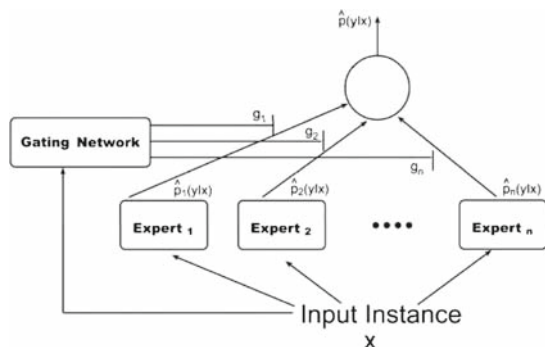 p̂(y|x)
g₁
Gating Network
g₂
gₙ
p̂₁(y|x)
p̂₂(y|x)
p̂ₙ(y|x)
Expert ₁
Expert ₂
••••
Expert ₙ
Input Instance
x